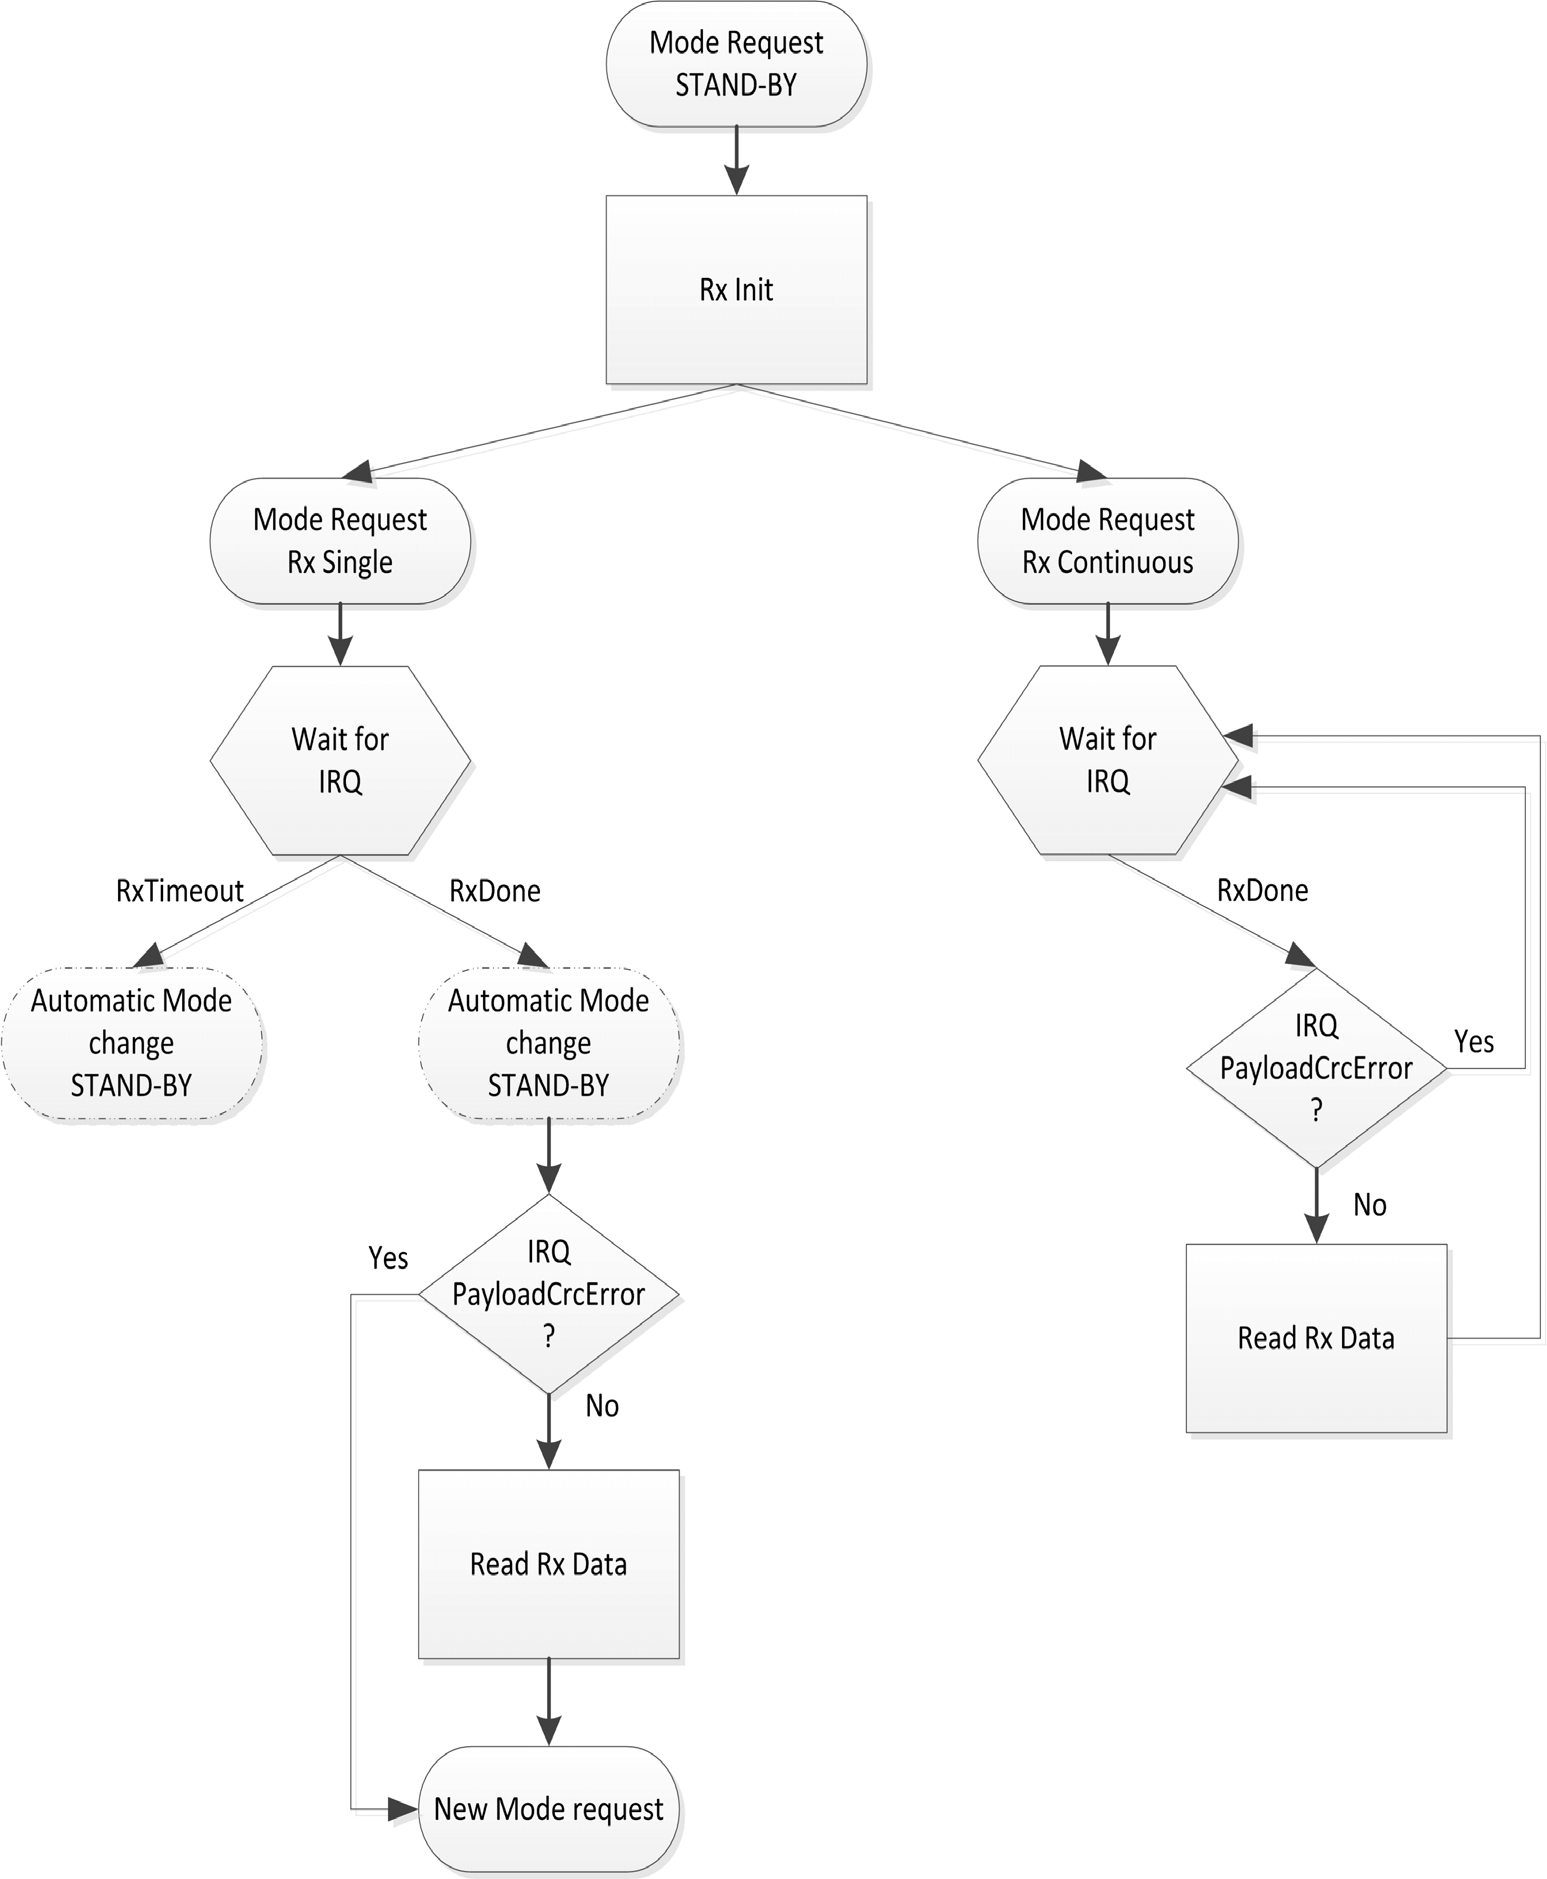 Mode Request
STAND-BY
Rx Init
Mode Request
Rx Single
Mode Request
Rx Continuous
Wait for
IRQ
Wait for
IRQ
RxTimeout
RxDone
RxDone
Automatic Mode
change
STAND-BY
Automatic Mode
change
STAND-BY
IRQ
PayloadCrcError
?
Yes
No
Read Rx Data
IRQ
PayloadCrcError
?
Yes
No
Read Rx Data
New Mode request